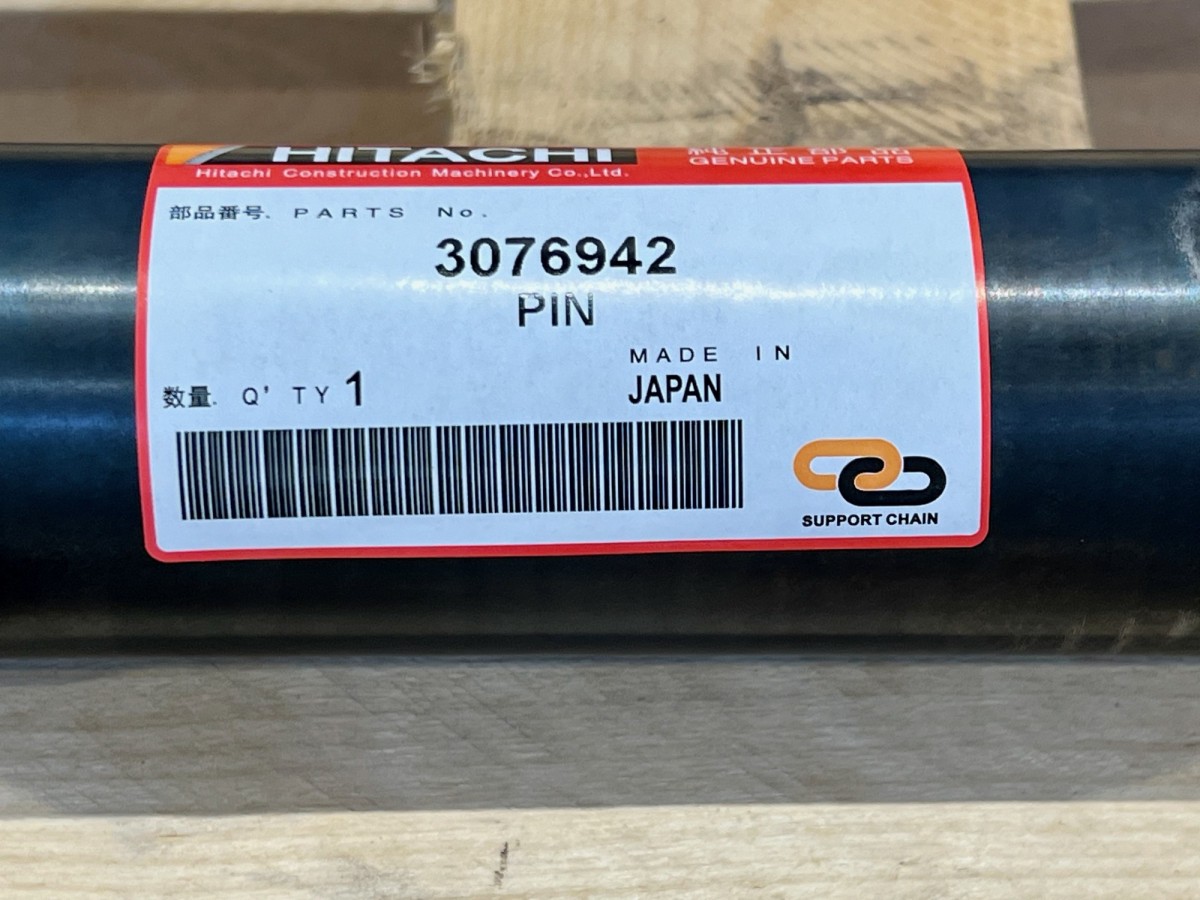 HITACHI
純正部品
GENUINE PARTS
Hitachi Construction Machinery Co.,Ltd.
部品番号. PARTS No.
3076942
PIN
MADE IN
JAPAN
数量. Q'TY 1
SUPPORT CHAIN